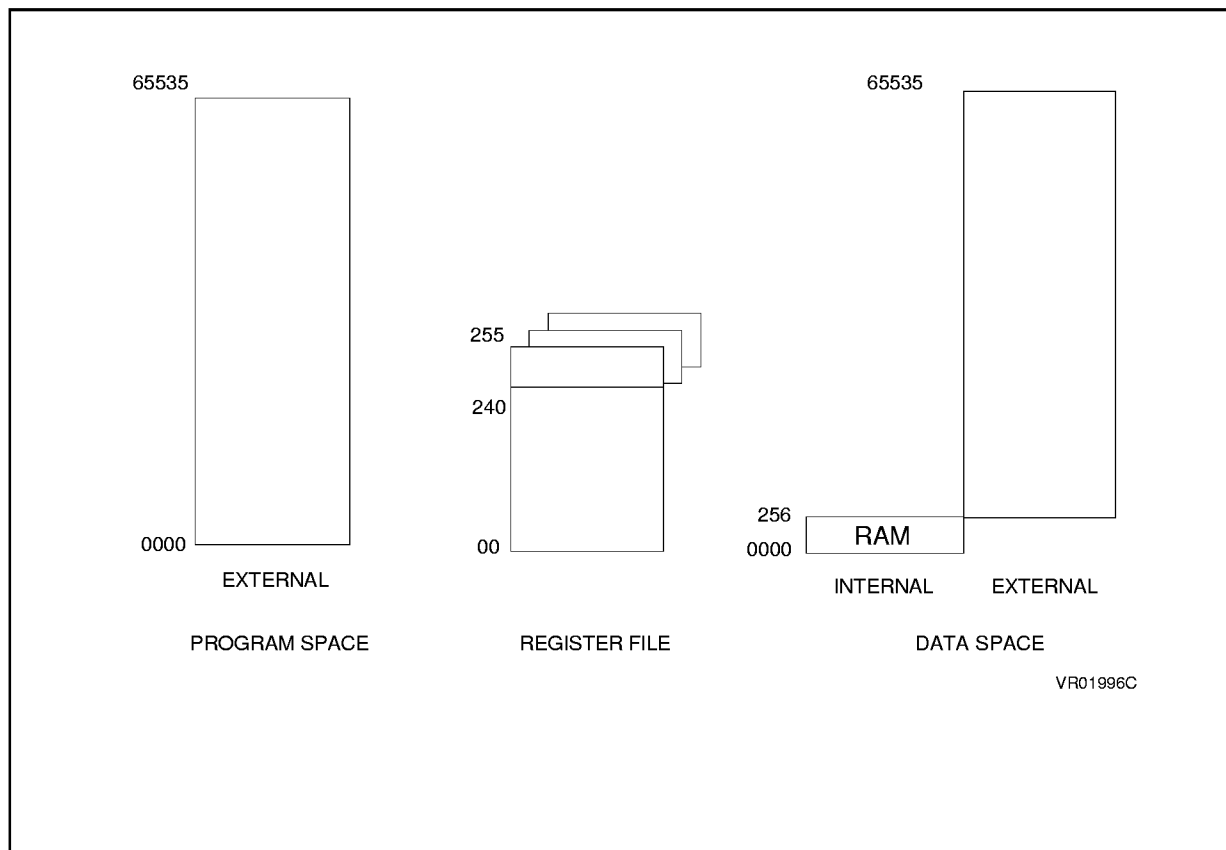 65535
65535
255
240
256
RAM
0000
00
0000
EXTERNAL
INTERNAL
EXTERNAL
PROGRAM SPACE
REGISTER FILE
DATA SPACE
VR01996C